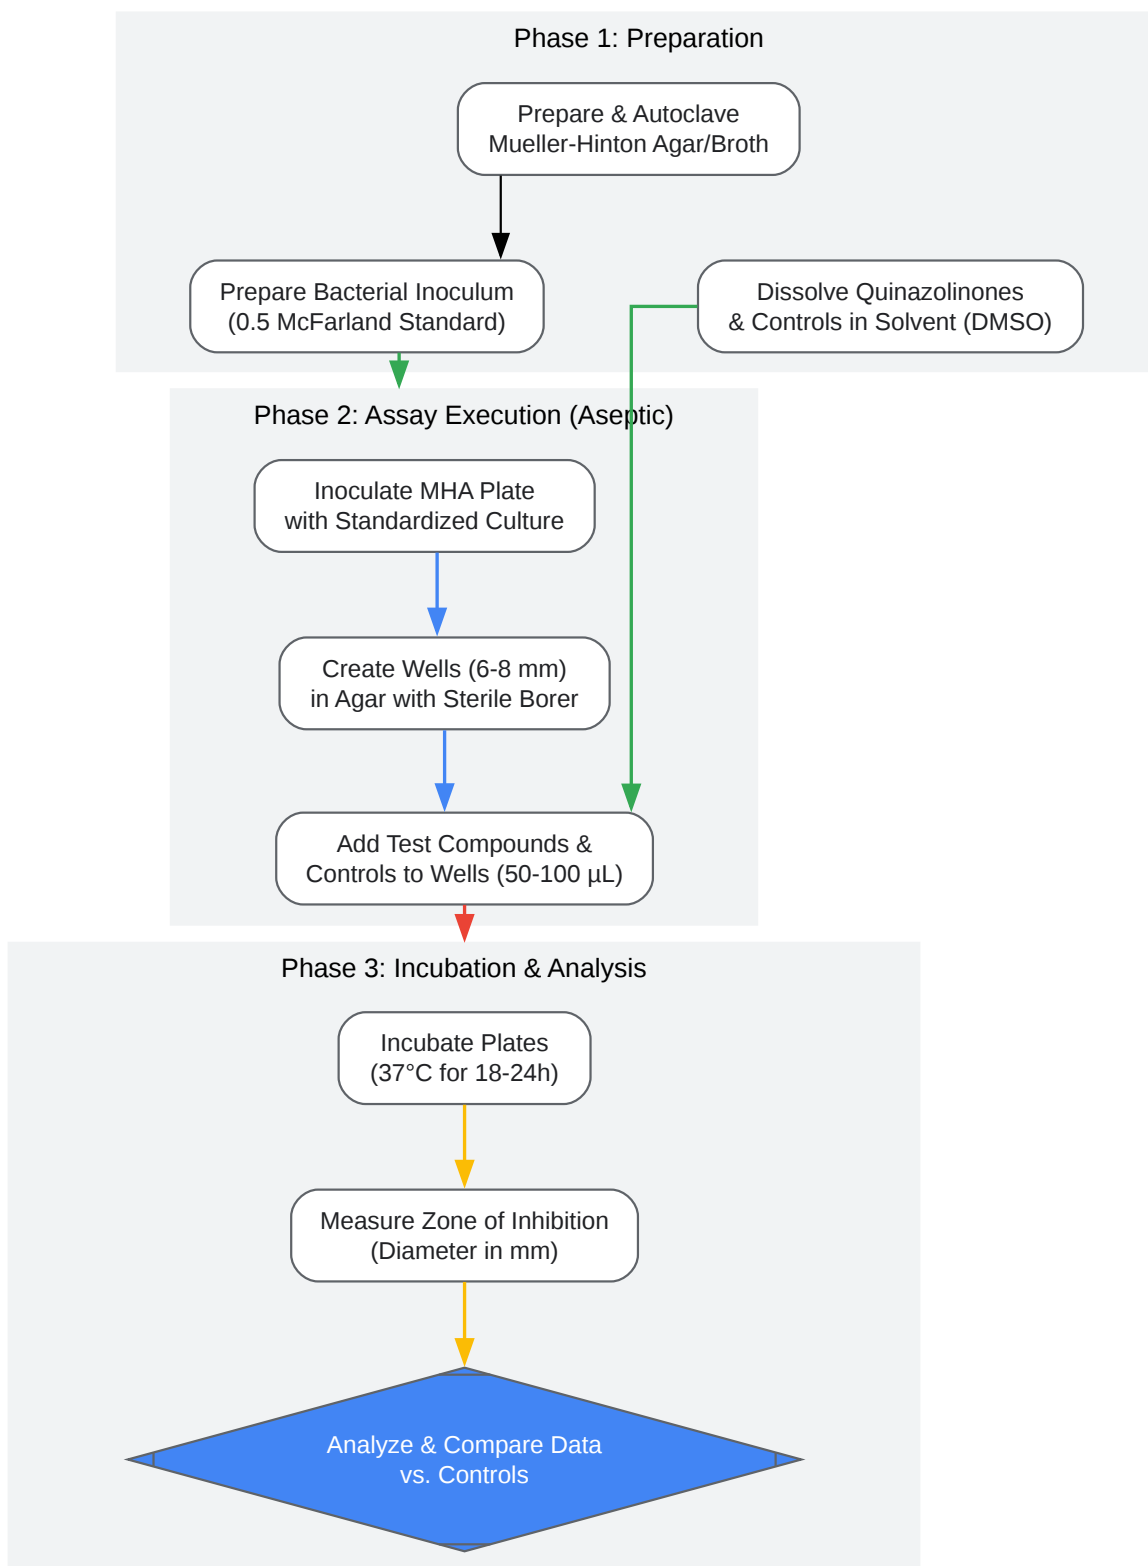 Phase 1: Preparation
Prepare & Autoclave
Mueller-Hinton Agar/Broth
Prepare Bacterial Inoculum
(0.5 McFarland Standard)
Dissolve Quinazolinones
& Controls in Solvent (DMSO)
Phase 2: Assay Execution (Aseptic)
Inoculate MHA Plate
with Standardized Culture
Create Wells (6-8 mm)
in Agar with Sterile Borer
Add Test Compounds &
Controls to Wells (50-100 µL)
Phase 3: Incubation & Analysis
Incubate Plates
(37°C for 18-24h)
Measure Zone of Inhibition
(Diameter in mm)
Analyze & Compare Data
vs. Controls